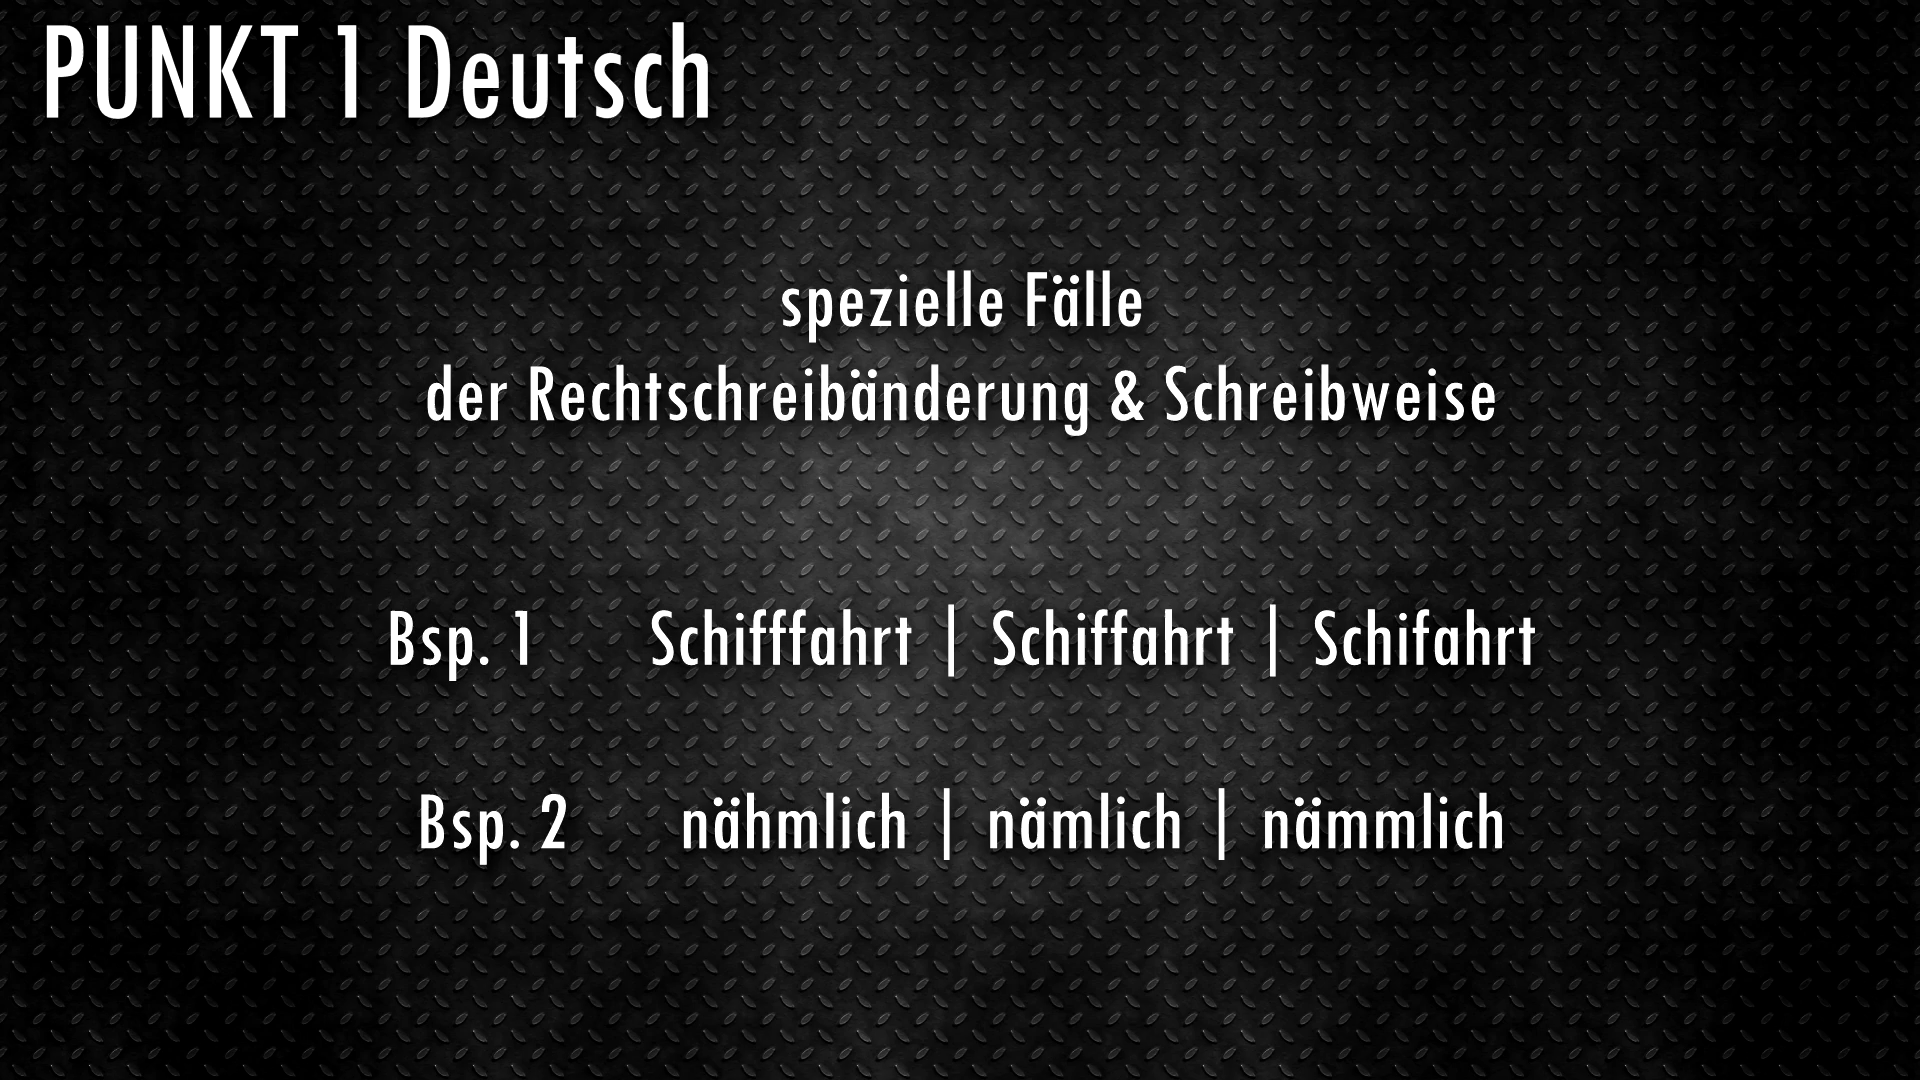 PUNKT 1 Deutsch
spezielle Fälle
der Rechtschreibänderung & Schreibweise
Bsp. 1 Schifffahrt | Schiffahrt | Schifahrt
Bsp. 2 nähmlich | nämlich | nämmlich